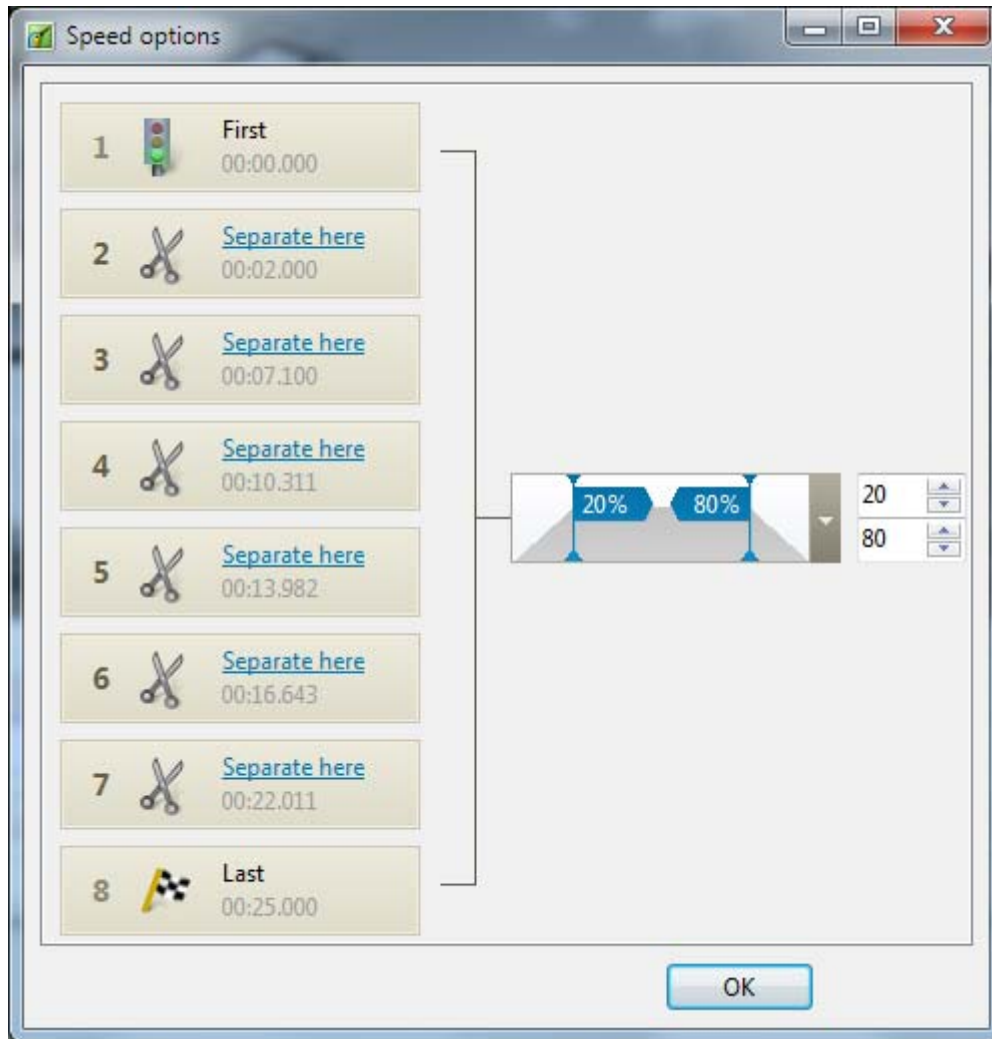 Speed options
1 First
00:00.000
2 Separate here
00:02.000
3 Separate here
00:07.100
4 Separate here
00:10.311
5 Separate here
00:13.982
6 Separate here
00:16.643
7 Separate here
00:22.011
8 Last
00:25.000
20% 80%
20
80
OK